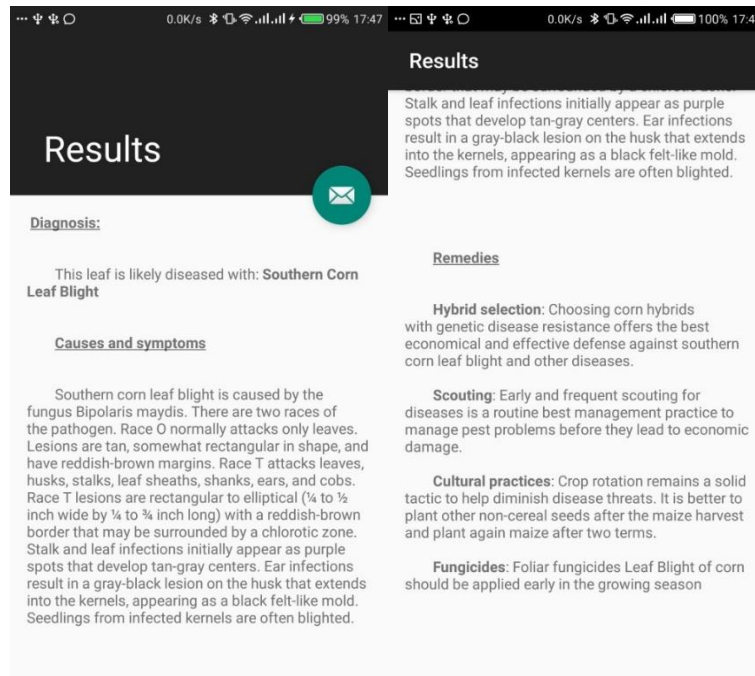 0.0K/s 99% 17:47
Results
Diagnosis:
This leaf is likely diseased with: Southern Corn
Leaf Blight
Causes and symptoms
Southern corn leaf blight is caused by the
fungus Bipolaris maydis. There are two races of
the pathogen. Race O normally attacks only leaves.
Lesions are tan, somewhat rectangular in shape, and
have reddish-brown margins. Race T attacks leaves,
husks, stalks, leaf sheaths, shanks, ears, and cobs.
Race T lesions are rectangular to elliptical (¼ to ½
inch wide by ¼ to ¾ inch long) with a reddish-brown
border that may be surrounded by a chlorotic zone.
Stalk and leaf infections initially appear as purple
spots that develop tan-gray centers. Ear infections
result in a gray-black lesion on the husk that extends
into the kernels, appearing as a black felt-like mold.
Seedlings from infected kernels are often blighted.
0.0K/s 100% 17:4
Results
border that may be surrounded by a chlorotic zone.
Stalk and leaf infections initially appear as purple
spots that develop tan-gray centers. Ear infections
result in a gray-black lesion on the husk that extends
into the kernels, appearing as a black felt-like mold.
Seedlings from infected kernels are often blighted.
Remedies
Hybrid selection: Choosing corn hybrids
with genetic disease resistance offers the best
economical and effective defense against southern
corn leaf blight and other diseases.
Scouting: Early and frequent scouting for
diseases is a routine best management practice to
manage pest problems before they lead to economic
damage.
Cultural practices: Crop rotation remains a solid
tactic to help diminish disease threats. It is better to
plant other non-cereal seeds after the maize harvest
and plant again maize after two terms.
Fungicides: Foliar fungicides Leaf Blight of corn
should be applied early in the growing season